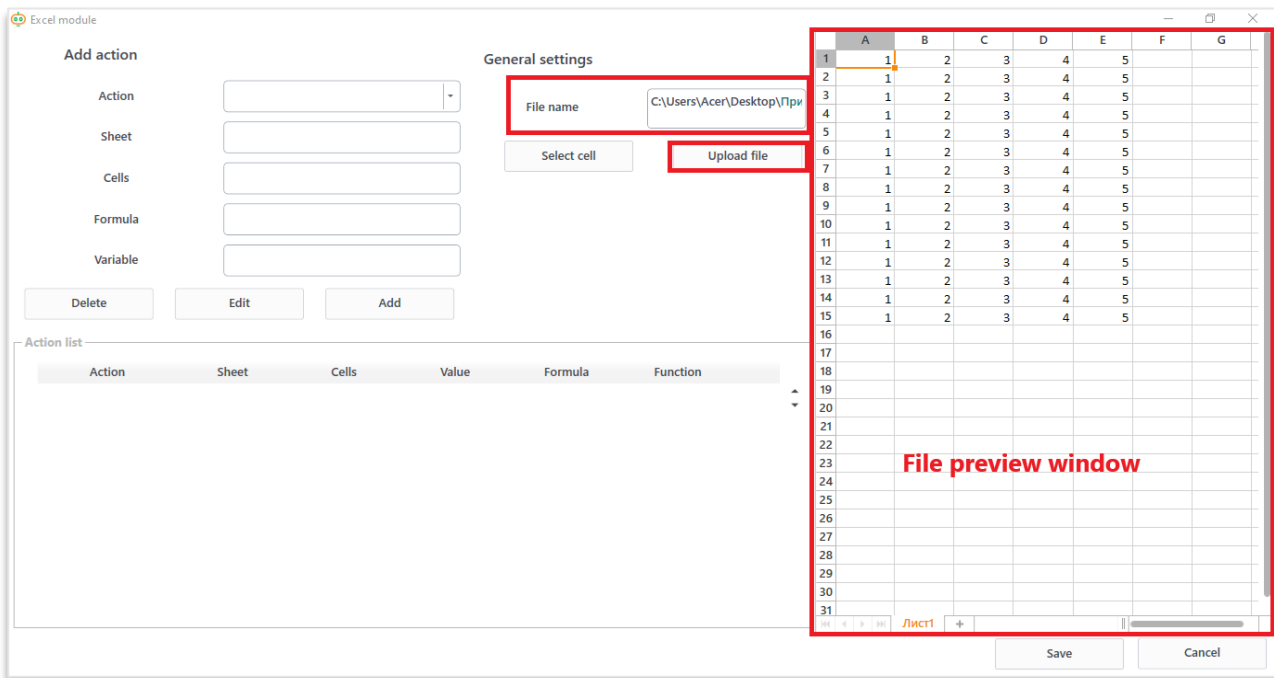 Excel module
Add action
Action
Sheet
Cells
Formula
Variable
Delete Edit Add
General settings
File name C:\Users\Acer\Desktop\При
Select cell Upload file
Action list
Action Sheet Cells Value Formula Function
A B C D E F G
1 1 2 3 4 5
2 1 2 3 4 5
3 1 2 3 4 5
4 1 2 3 4 5
5 1 2 3 4 5
6 1 2 3 4 5
7 1 2 3 4 5
8 1 2 3 4 5
9 1 2 3 4 5
10 1 2 3 4 5
11 1 2 3 4 5
12 1 2 3 4 5
13 1 2 3 4 5
14 1 2 3 4 5
15 1 2 3 4 5
16
17
18
19
20
21
22
23
File preview window
24
25
26
27
28
29
30
31
Лист1 +
Save Cancel